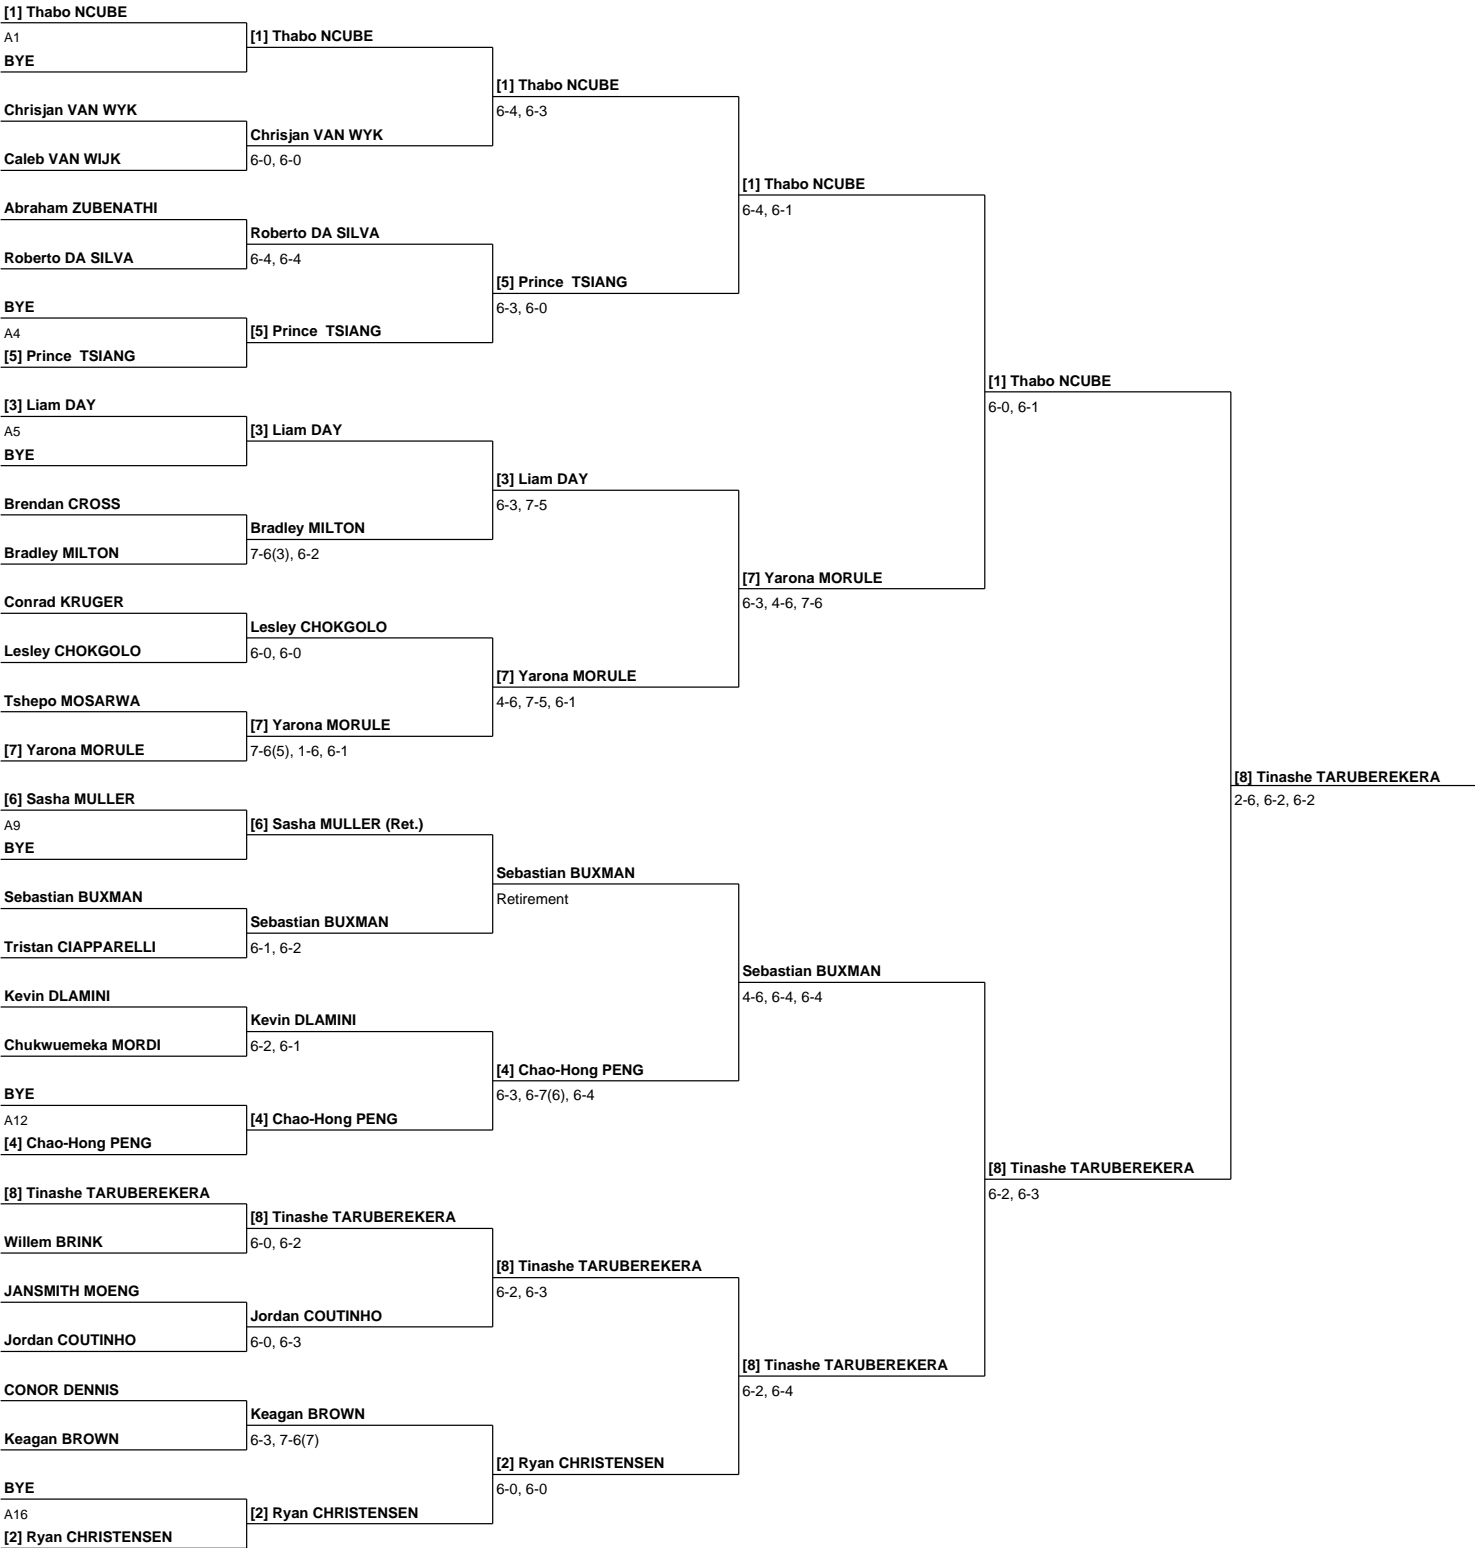 [1] Thabo NCUBE
A1
[1] Thabo NCUBE
BYE
[1] Thabo NCUBE
Chrisjan VAN WYK
6-4, 6-3
Chrisjan VAN WYK
Caleb VAN WIJK
6-0, 6-0
[1] Thabo NCUBE
Abraham ZUBENATHI
6-4, 6-1
Roberto DA SILVA
Roberto DA SILVA
6-4, 6-4
[5] Prince  TSIANG
BYE
6-3, 6-0
A4
[5] Prince  TSIANG
[5] Prince  TSIANG
[1] Thabo NCUBE
[3] Liam DAY
6-0, 6-1
A5
[3] Liam DAY
BYE
[3] Liam DAY
Brendan CROSS
6-3, 7-5
Bradley MILTON
Bradley MILTON
7-6(3), 6-2
[7] Yarona MORULE
Conrad KRUGER
6-3, 4-6, 7-6
Lesley CHOKGOLO
Lesley CHOKGOLO
6-0, 6-0
[7] Yarona MORULE
Tshepo MOSARWA
4-6, 7-5, 6-1
[7] Yarona MORULE
[7] Yarona MORULE
7-6(5), 1-6, 6-1
[8] Tinashe TARUBEREKERA
[6] Sasha MULLER
2-6, 6-2, 6-2
A9
[6] Sasha MULLER (Ret.)
BYE
Sebastian BUXMAN
Sebastian BUXMAN
Retirement
Sebastian BUXMAN
Tristan CIAPPARELLI
6-1, 6-2
Sebastian BUXMAN
Kevin DLAMINI
4-6, 6-4, 6-4
Kevin DLAMINI
Chukwuemeka MORDI
6-2, 6-1
[4] Chao-Hong PENG
BYE
6-3, 6-7(6), 6-4
A12
[4] Chao-Hong PENG
[4] Chao-Hong PENG
[8] Tinashe TARUBEREKERA
[8] Tinashe TARUBEREKERA
6-2, 6-3
[8] Tinashe TARUBEREKERA
Willem BRINK
6-0, 6-2
[8] Tinashe TARUBEREKERA
JANSMITH MOENG
6-2, 6-3
Jordan COUTINHO
Jordan COUTINHO
6-0, 6-3
[8] Tinashe TARUBEREKERA
CONOR DENNIS
6-2, 6-4
Keagan BROWN
Keagan BROWN
6-3, 7-6(7)
[2] Ryan CHRISTENSEN
BYE
6-0, 6-0
A16
[2] Ryan CHRISTENSEN
[2] Ryan CHRISTENSEN